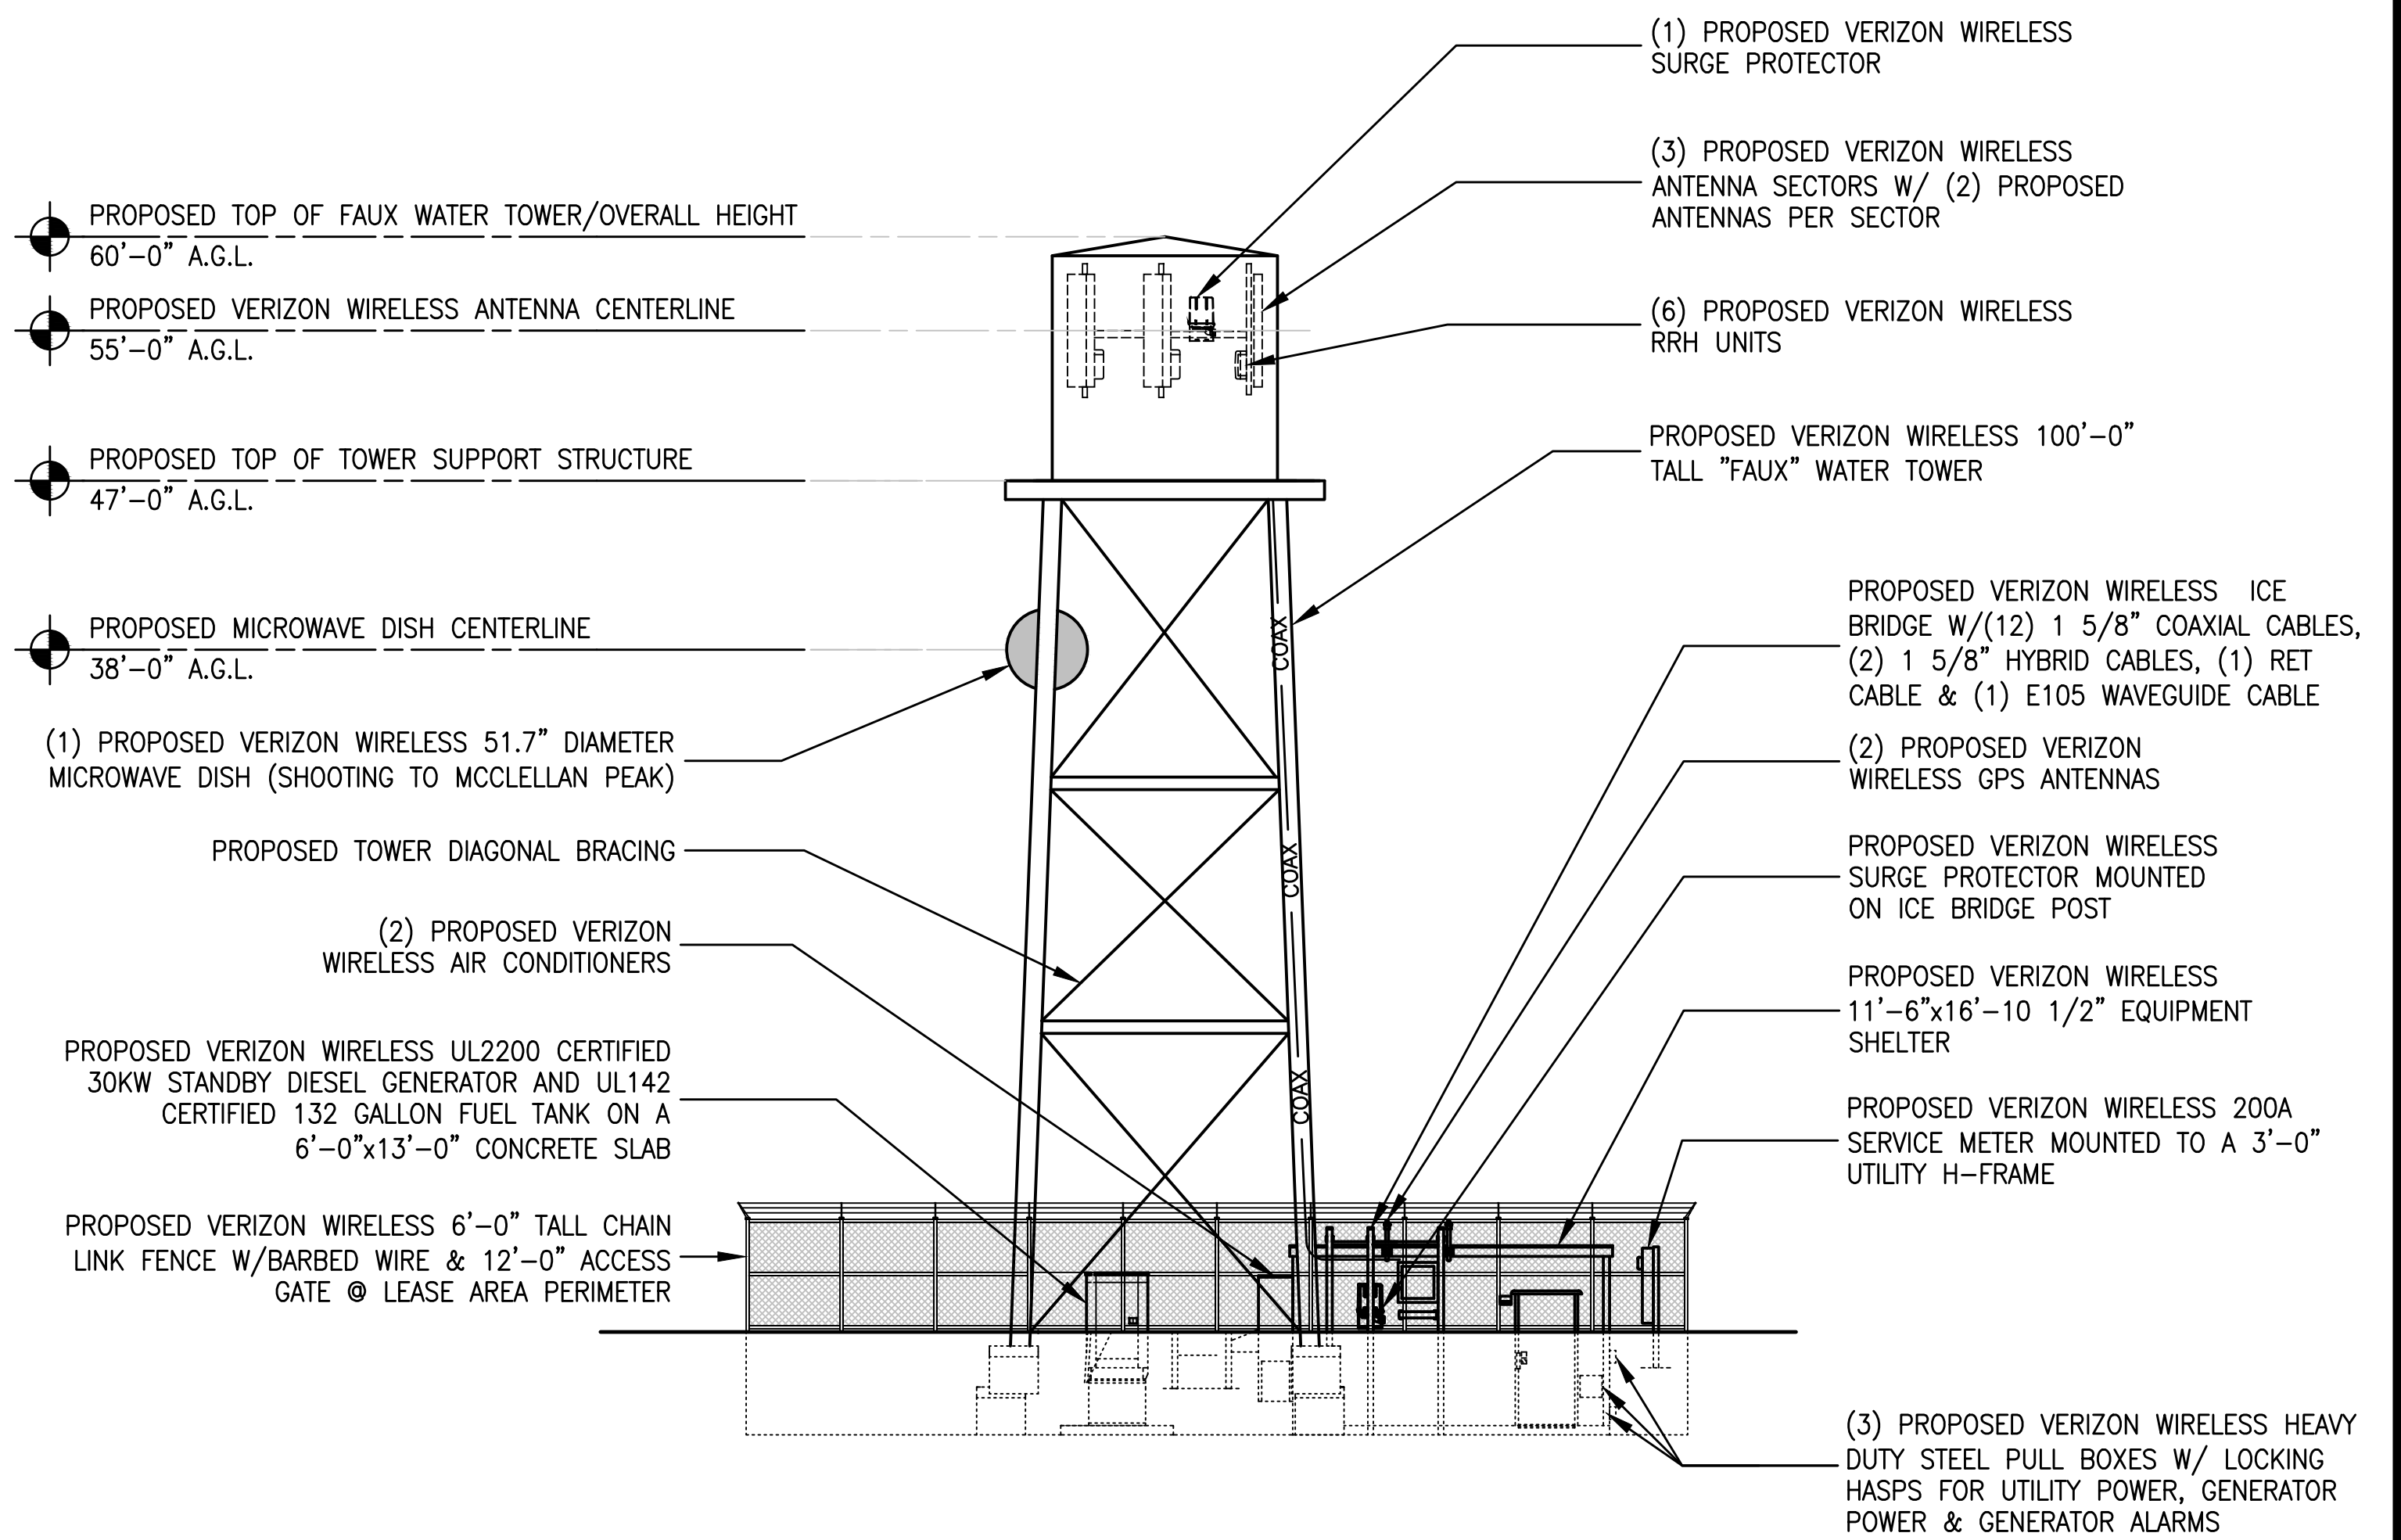 (1) PROPOSED VERIZON WIRELESS
SURGE PROTECTOR
(3) PROPOSED VERIZON WIRELESS
ANTENNA SECTORS W/ (2) PROPOSED
ANTENNAS PER SECTOR
(6) PROPOSED VERIZON WIRELESS
RRH UNITS
PROPOSED VERIZON WIRELESS 100'-0"
TALL "FAUX" WATER TOWER
PROPOSED VERIZON WIRELESS ICE
BRIDGE W/(12) 1 5/8" COAXIAL CABLES,
(2) 1 5/8" HYBRID CABLES, (1) RET
CABLE & (1) E105 WAVEGUIDE CABLE
(2) PROPOSED VERIZON
WIRELESS GPS ANTENNAS
PROPOSED VERIZON WIRELESS
SURGE PROTECTOR MOUNTED
ON ICE BRIDGE POST
PROPOSED VERIZON WIRELESS
11'-6"x16'-10 1/2" EQUIPMENT
SHELTER
PROPOSED VERIZON WIRELESS 200A
SERVICE METER MOUNTED TO A 3'-0"
UTILITY H-FRAME
(3) PROPOSED VERIZON WIRELESS HEAVY
DUTY STEEL PULL BOXES W/ LOCKING
HASPS FOR UTILITY POWER, GENERATOR
POWER & GENERATOR ALARMS
PROPOSED TOP OF FAUX WATER TOWER/OVERALL HEIGHT
60'-0" A.G.L.
PROPOSED VERIZON WIRELESS ANTENNA CENTERLINE
55'-0" A.G.L.
PROPOSED TOP OF TOWER SUPPORT STRUCTURE
47'-0" A.G.L.
PROPOSED MICROWAVE DISH CENTERLINE
38'-0" A.G.L.
(1) PROPOSED VERIZON WIRELESS 51.7" DIAMETER
MICROWAVE DISH (SHOOTING TO MCCLELLAN PEAK)
PROPOSED TOWER DIAGONAL BRACING
(2) PROPOSED VERIZON
WIRELESS AIR CONDITIONERS
PROPOSED VERIZON WIRELESS UL2200 CERTIFIED
30KW STANDBY DIESEL GENERATOR AND UL142
CERTIFIED 132 GALLON FUEL TANK ON A
6'-0"x13'-0" CONCRETE SLAB
PROPOSED VERIZON WIRELESS 6'-0" TALL CHAIN
LINK FENCE W/BARBED WIRE & 12'-0" ACCESS
GATE @ LEASE AREA PERIMETER
COAX
COAX
COAX